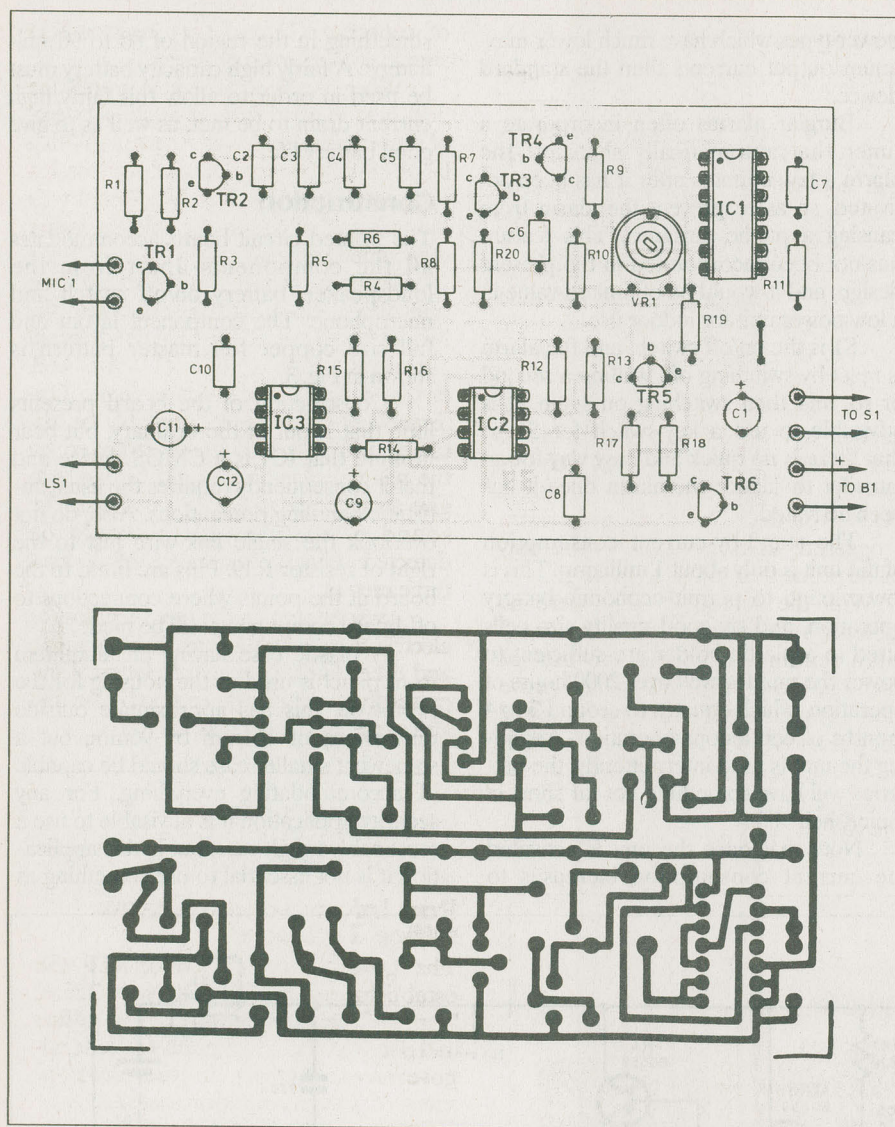 R1
R2
c
b
e
TR2
C2
C3
C4
C5
R7
c
b
e
TR3
TR4
e
b
c
R9
IC1
C7
MIC 1
TR1
c
b
e
R3
R5
R6
R4
R8
R20
C6
R10
VR1
R19
R11
C10
R15
R16
R12
R13
b
c
e
TR5
+
C1
TO S1
C11
+
IC3
R14
IC2
R17
R18
+
TO B1
-
LS1
+
C12
C9
C8
TR6
c
b
e